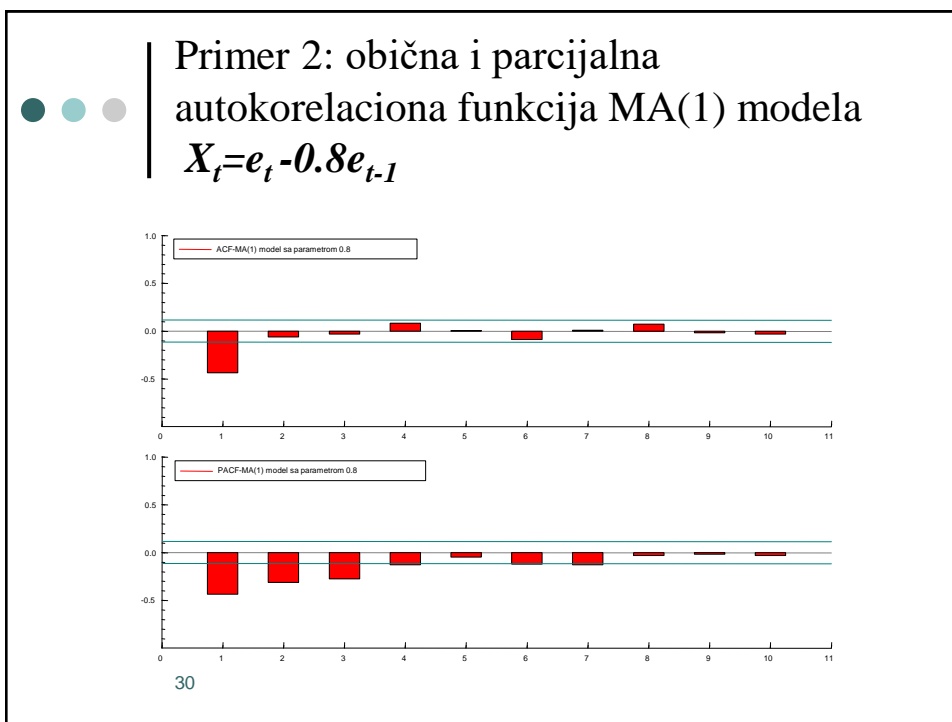 Primer 2: obična i parcijalna
autokorelaciona funkcija MA(1) modela
X_t=e_t -0.8e_{t-1}
1.0
ACF-MA(1) model sa parametrom 0.8
0.5
0.0
-0.5
0 1 2 3 4 5 6 7 8 9 10 11
1.0
PACF-MA(1) model sa parametrom 0.8
0.5
0.0
-0.5
0 1 2 3 4 5 6 7 8 9 10 11
30